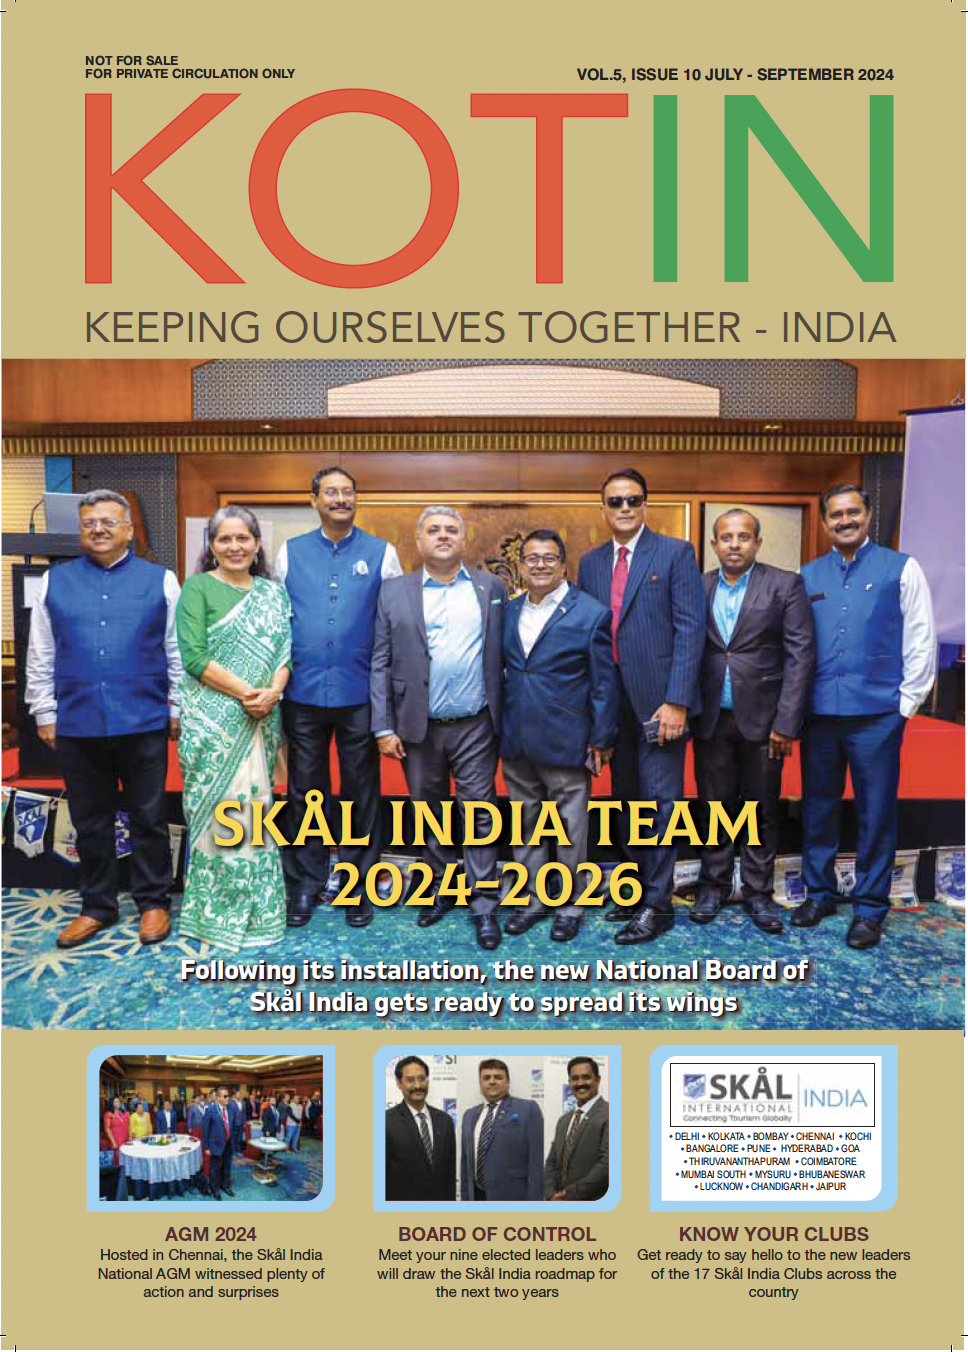 NOT FOR SALE
FOR PRIVATE CIRCULATION ONLY
VOL.5, ISSUE 10 JULY - SEPTEMBER 2024
KOTIN
KEEPING OURSELVES TOGETHER - INDIA
SKÅL INDIA TEAM
2024-2026
Following its installation, the new National Board of
Skål India gets ready to spread its wings
SKÅL
INTERNATIONAL
Connecting Tourism Globally
INDIA
• DELHI • KOLKATA • BOMBAY • CHENNAI • KOCHI
• BANGALORE • PUNE • HYDERABAD • GOA
• THIRUVANANTHAPURAM • COIMBATORE
• MUMBAI SOUTH • MYSURU • BHUBANESWAR
• LUCKNOW • CHANDIGARH • JAIPUR
AGM 2024
Hosted in Chennai, the Skål India
National AGM witnessed plenty of
action and surprises
BOARD OF CONTROL
Meet your nine elected leaders who
will draw the Skål India roadmap for
the next two years
KNOW YOUR CLUBS
Get ready to say hello to the new leaders
of the 17 Skål India Clubs across the
country